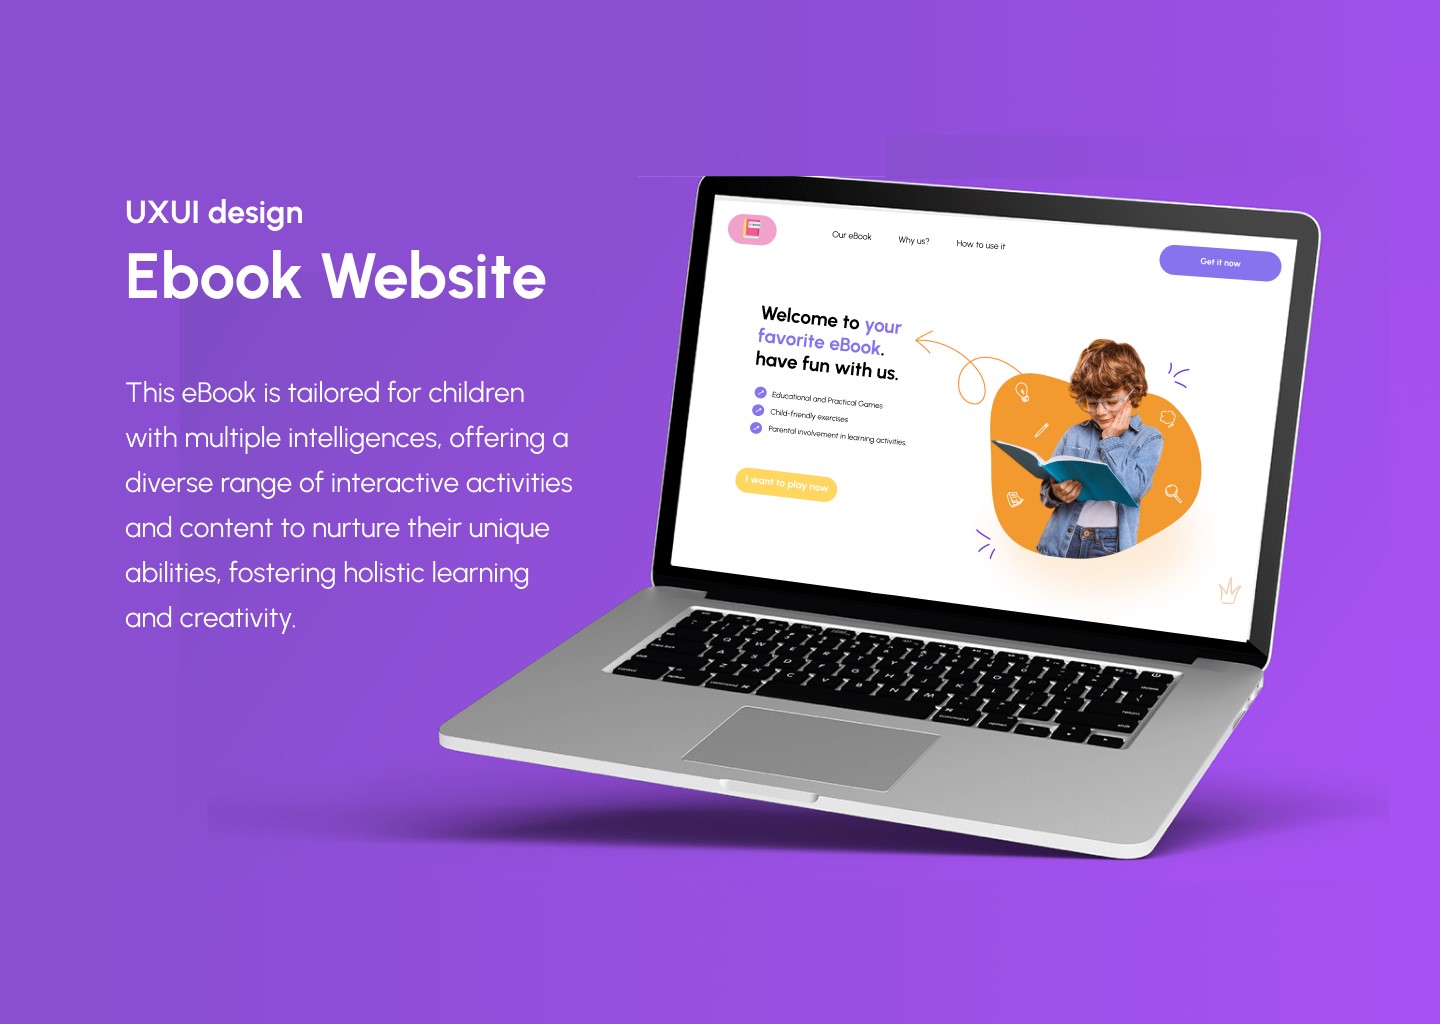 UXUI design
Ebook Website
This eBook is tailored for children
with multiple intelligences, offering a
diverse range of interactive activities
and content to nurture their unique
abilities, fostering holistic learning
and creativity.
Our eBook
Why us?
How to use it
Get it now
Welcome to your
favorite eBook.
have fun with us.
Educational and Practical Games
Child-friendly exercises
Parental involvement in learning activities.
I want to play now